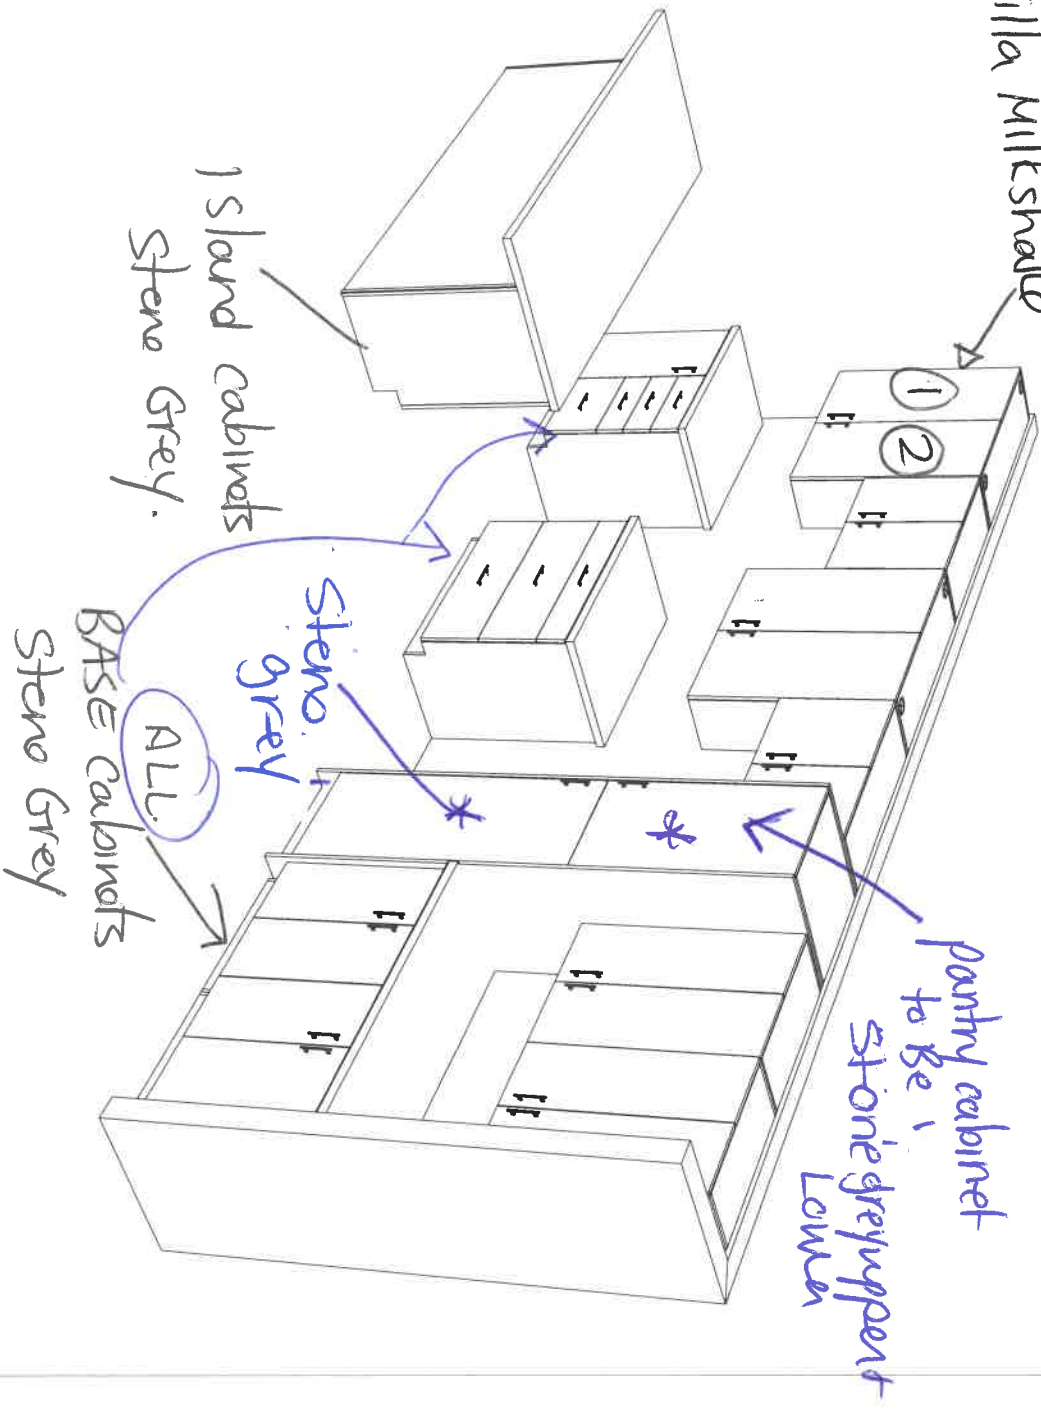 illa Milkshake
1
2
pantry cabinet
to Be
Stone grey upper +
Lower
Steno
grey
Island cabinets
Steno Grey.
ALL
BASE Cabinets
Steno Grey